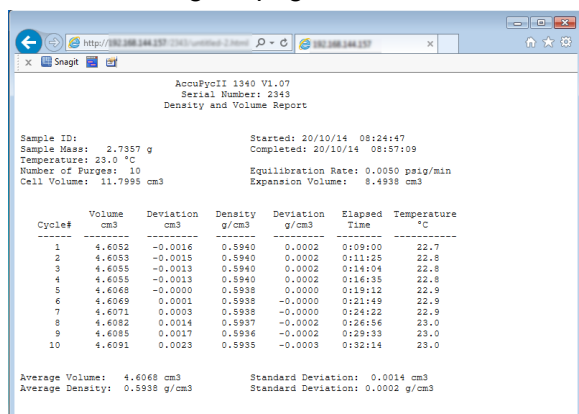 http://192.168.144.157:2343/untitled-2.html
192.168.144.157
x Snagit
AccuPycII 1340 V1.07
Serial Number: 2343
Density and Volume Report
Sample ID: Started: 20/10/14 08:24:47
Sample Mass: 2.7357 g Completed: 20/10/14 08:57:09
Temperature: 23.0 °C
Number of Purges: 10 Equilibration Rate: 0.0050 psig/min
Cell Volume: 11.7995 cm3 Expansion Volume: 8.4938 cm3
Volume Deviation Density Deviation Elapsed Temperature
Cycle# cm3 cm3 g/cm3 g/cm3 Time °C
1 4.6052 -0.0016 0.5940 0.0002 0:09:00 22.7
2 4.6053 -0.0015 0.5940 0.0002 0:11:25 22.8
3 4.6055 -0.0013 0.5940 0.0002 0:14:04 22.8
4 4.6055 -0.0013 0.5940 0.0002 0:16:35 22.8
5 4.6068 -0.0000 0.5938 0.0000 0:19:12 22.9
6 4.6069 0.0001 0.5938 -0.0000 0:21:49 22.9
7 4.6071 0.0003 0.5938 -0.0000 0:24:22 22.9
8 4.6082 0.0014 0.5937 -0.0002 0:26:56 23.0
9 4.6085 0.0017 0.5936 -0.0002 0:29:33 23.0
10 4.6091 0.0023 0.5935 -0.0003 0:32:14 23.0
Average Volume: 4.6068 cm3 Standard Deviation: 0.0014 cm3
Average Density: 0.5938 g/cm3 Standard Deviation: 0.0002 g/cm3